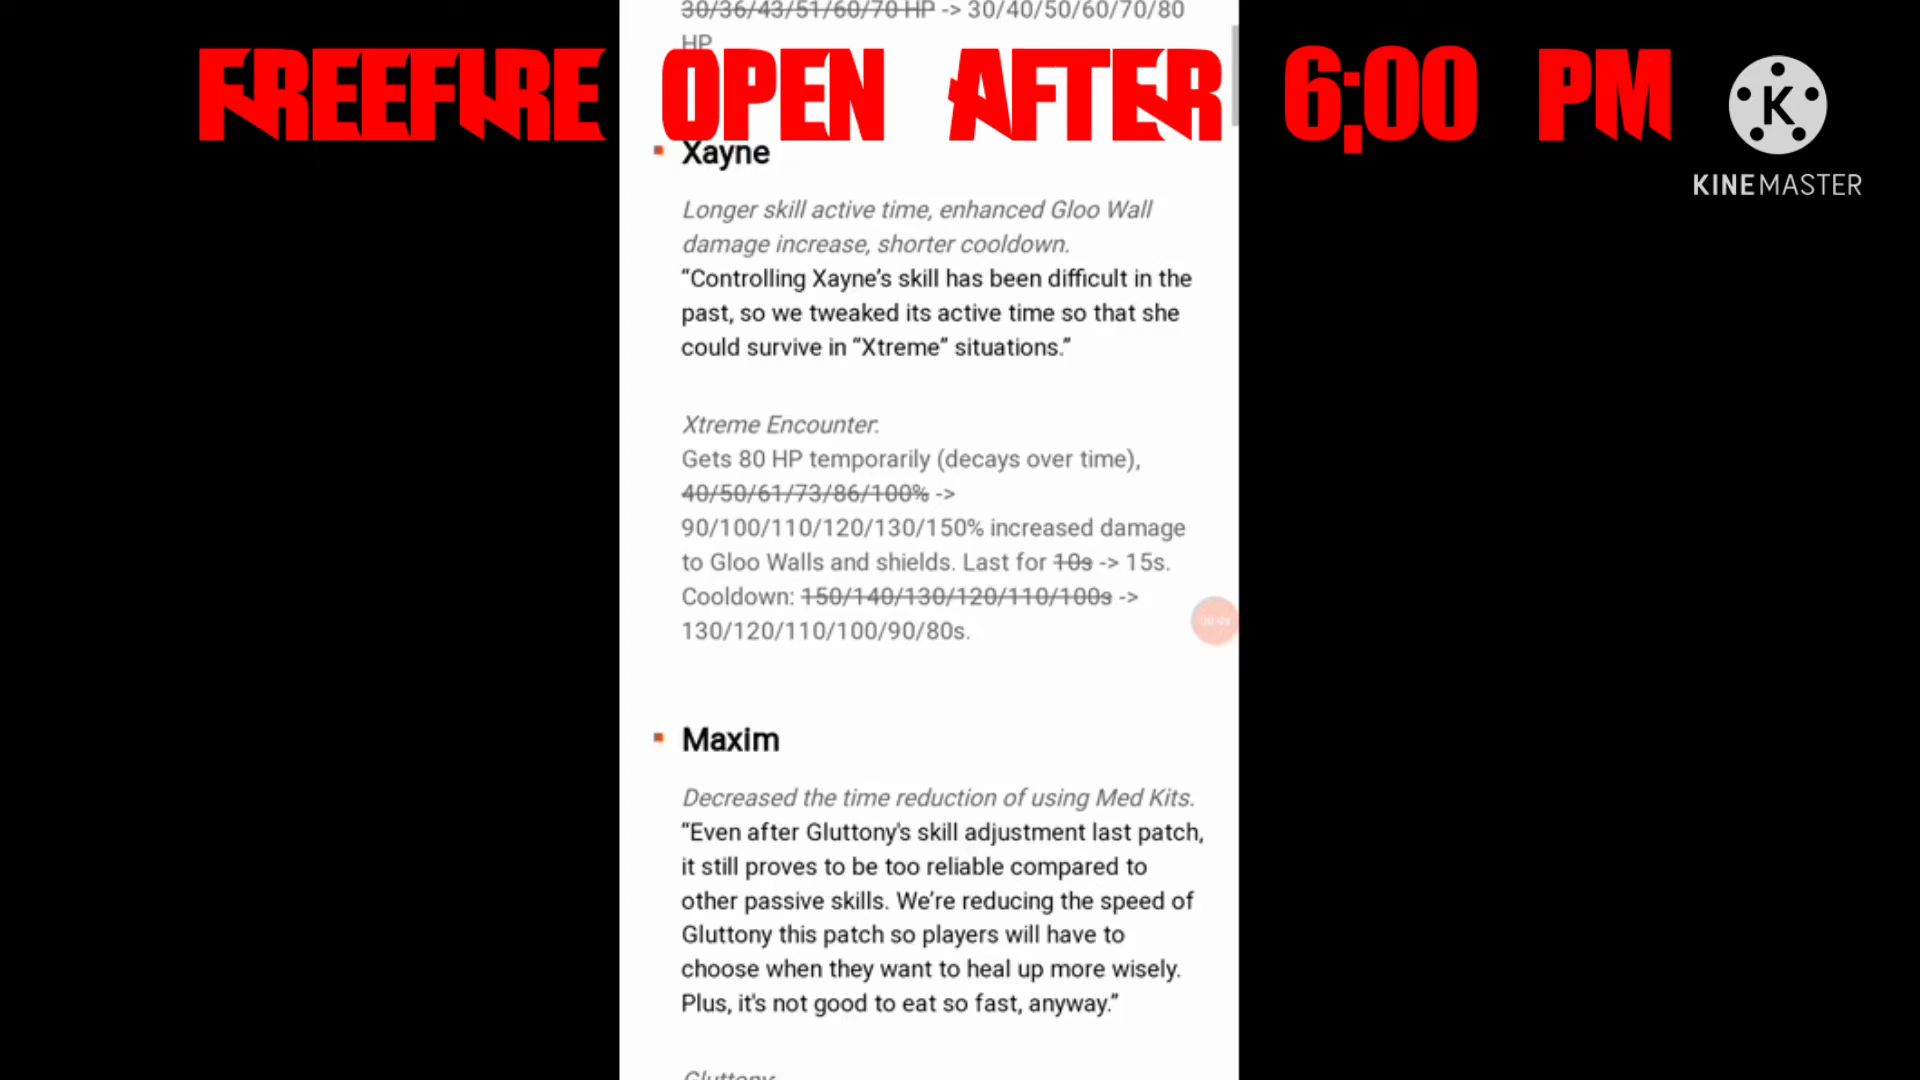 30/36/43/51/60/70 HP -> 30/40/50/60/70/80
HP
FREEFIRE OPEN AFTER 6;00 PM
K
KINEMASTER
Xayne
Longer skill active time, enhanced Gloo Wall
damage increase, shorter cooldown.
“Controlling Xayne’s skill has been difficult in the
past, so we tweaked its active time so that she
could survive in “Xtreme” situations.”
Xtreme Encounter:
Gets 80 HP temporarily (decays over time),
40/50/61/73/86/100% ->
90/100/110/120/130/150% increased damage
to Gloo Walls and shields. Last for 10s -> 15s.
Cooldown: 150/140/130/120/110/100s ->
130/120/110/100/90/80s.
Maxim
Decreased the time reduction of using Med Kits.
“Even after Gluttony's skill adjustment last patch,
it still proves to be too reliable compared to
other passive skills. We’re reducing the speed of
Gluttony this patch so players will have to
choose when they want to heal up more wisely.
Plus, it's not good to eat so fast, anyway.”
Gluttony